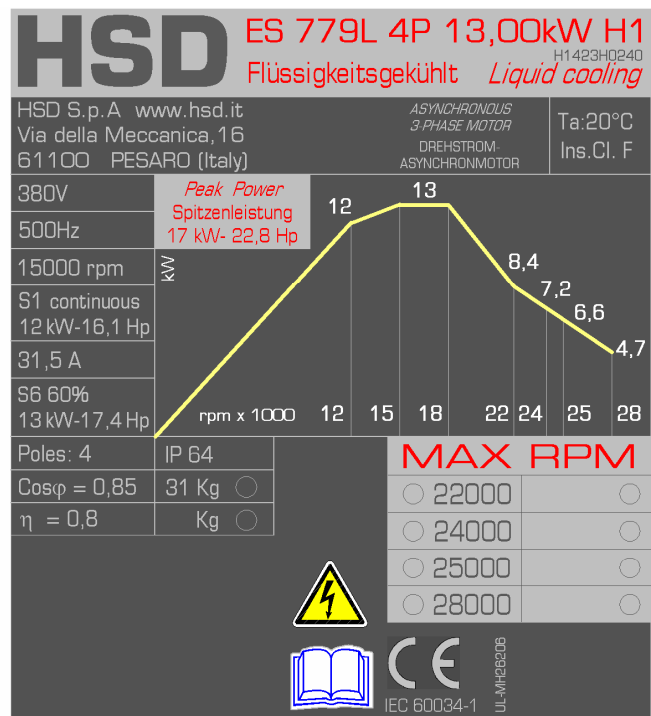 HSD
ES 779L 4P 13,00kW H1
H1423H0240
Flüssigkeitsgekühlt Liquid cooling
HSD S.p.A www.hsd.it
Via della Meccanica,16
61100 PESARO (Italy)
ASYNCHRONOUS
3-PHASE MOTOR
DREHSTROM-
ASYNCHRONMOTOR
Ta:20°C
Ins.Cl. F
380V
500Hz
15000 rpm
S1 continuous
12 kW-16,1 Hp
31,5 A
S6 60%
13 kW-17,4 Hp
Peak Power
Spitzenleistung
17 kW- 22,8 Hp
kW
12
13
8,4
7,2
6,6
4,7
rpm x 1000 12 15 18 22 24 25 28
Poles: 4 IP 64
Cosφ = 0,85 31 Kg
η = 0,8 Kg
MAX RPM
22000
24000
25000
28000
CE
IEC 60034-1
UL-MH26206